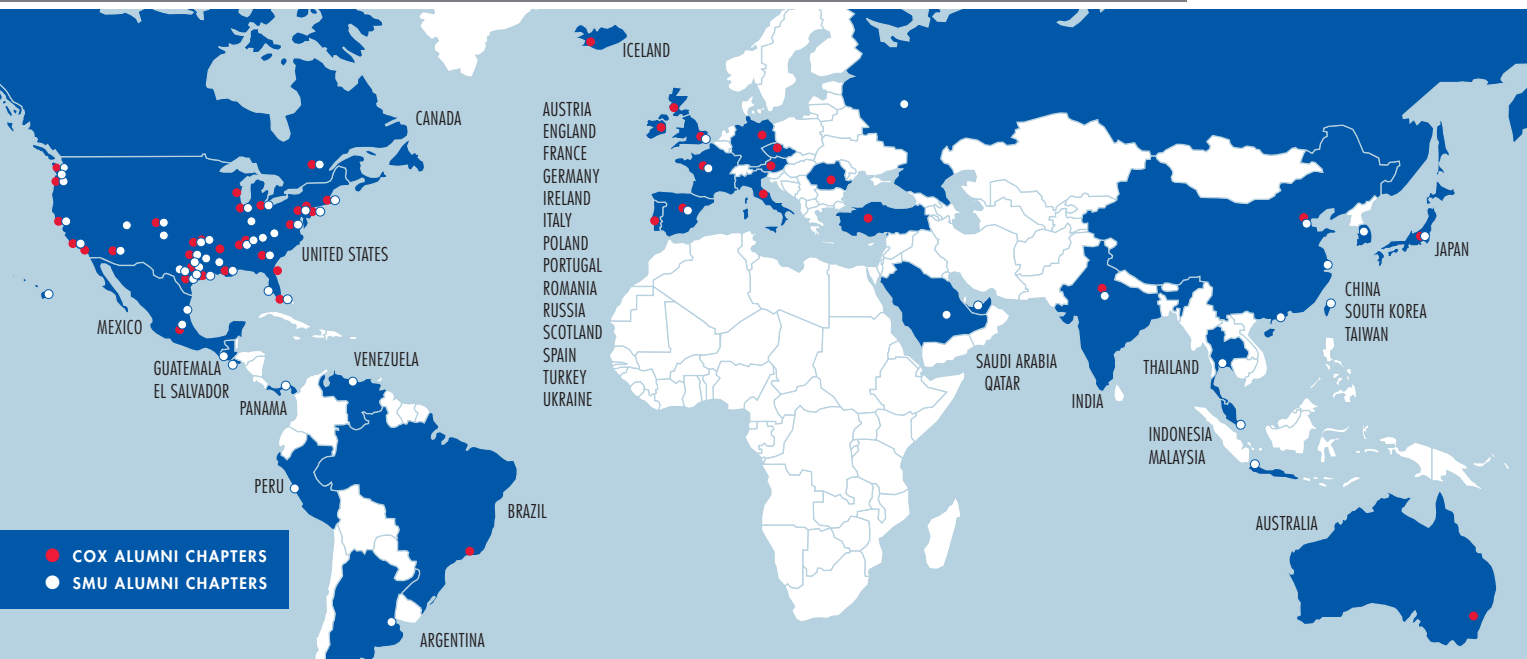 ICELAND
CANADA
AUSTRIA
ENGLAND
FRANCE
GERMANY
IRELAND
ITALY
POLAND
PORTUGAL
ROMANIA
RUSSIA
SCOTLAND
SPAIN
TURKEY
UKRAINE
UNITED STATES
JAPAN
CHINA
SOUTH KOREA
TAIWAN
MEXICO
GUATEMALA
EL SALVADOR
VENEZUELA
PANAMA
SAUDI ARABIA
QATAR
THAILAND
INDIA
INDONESIA
MALAYSIA
PERU
BRAZIL
AUSTRALIA
ARGENTINA
COX ALUMNI CHAPTERS
SMU ALUMNI CHAPTERS